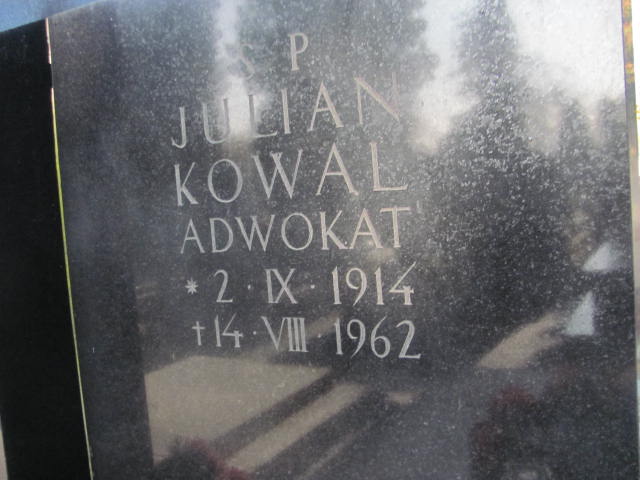 Ś P
JULIAN
KOWAL
ADWOKAT
* 2 · IX · 1914
† 14 · VIII · 1962